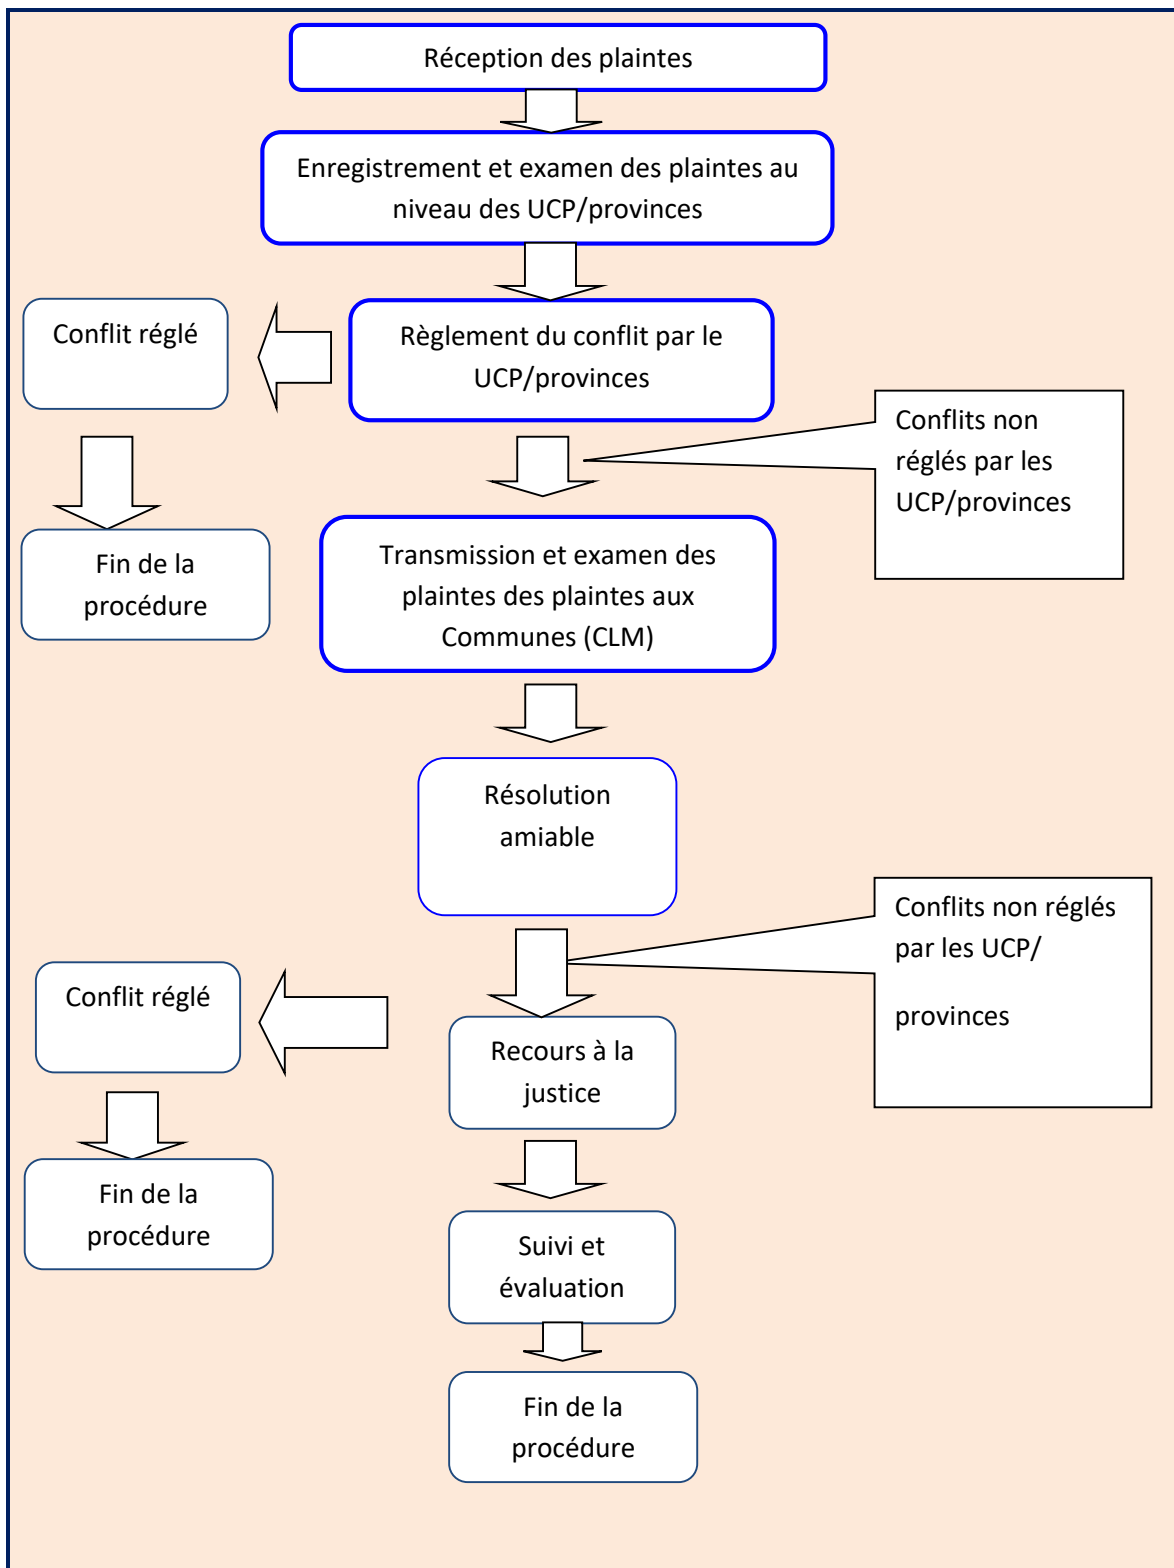 Réception des plaintes
Enregistrement et examen des plaintes au
niveau des UCP/provinces
Conflit réglé
Règlement du conflit par le
UCP/provinces
Conflits non
réglés par les
UCP/provinces
Fin de la
procédure
Transmission et examen des
plaintes des plaintes aux
Communes (CLM)
Résolution
amiable
Conflits non réglés
par les UCP/
provinces
Conflit réglé
Recours à la
justice
Fin de la
procédure
Suivi et
évaluation
Fin de la
procédure